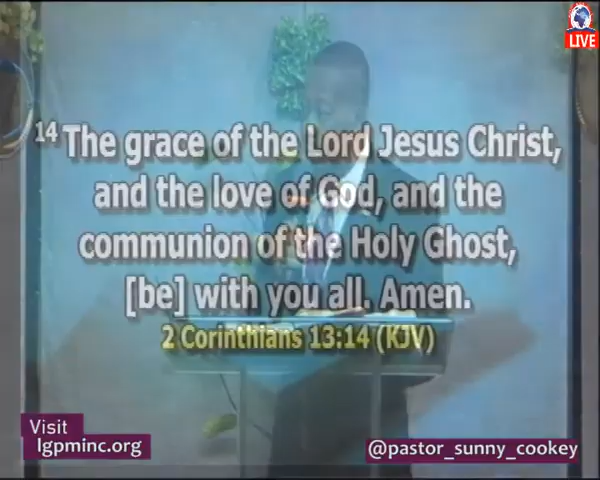 LIVE
14 The grace of the Lord Jesus Christ,
and the love of God, and the
communion of the Holy Ghost,
[be] with you all. Amen.
2 Corinthians 13:14 (KJV)
Visit
lgpminc.org
@pastor_sunny_cookey